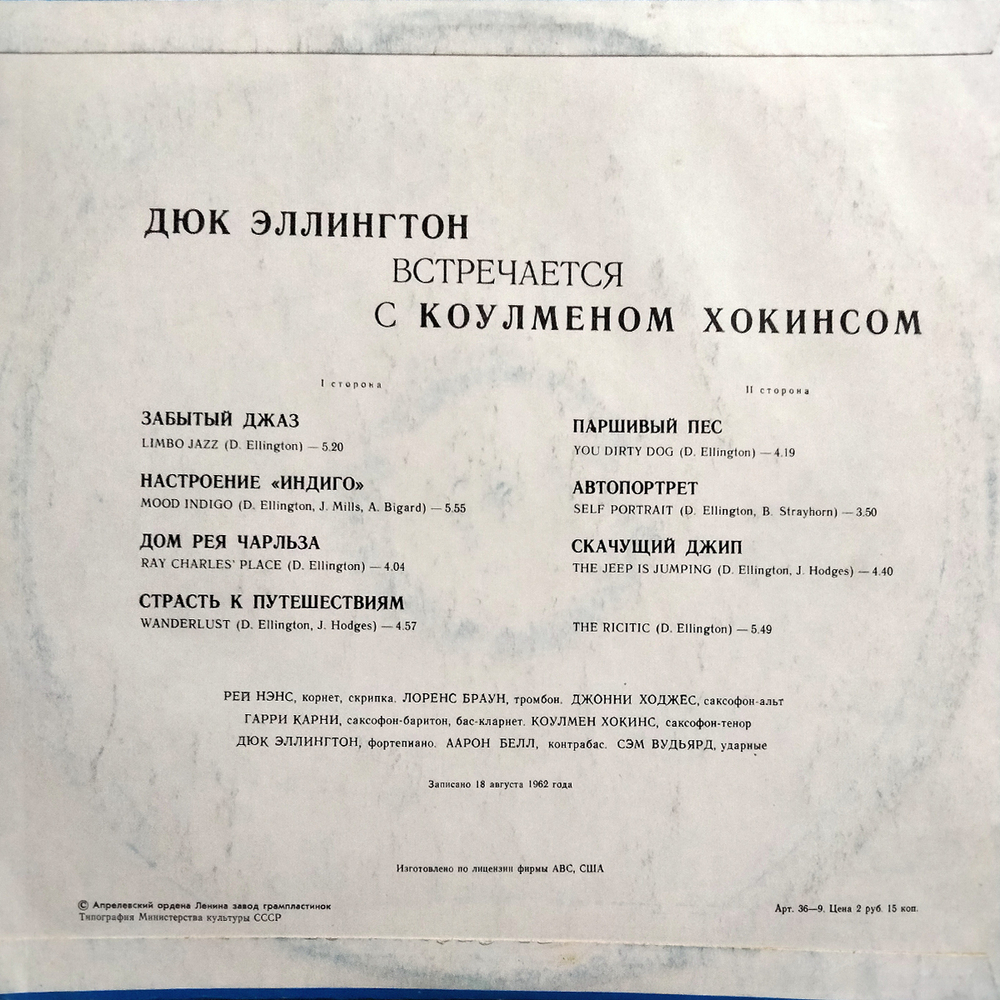 ДЮК ЭЛЛИНГТОН
ВСТРЕЧАЕТСЯ
С КОУЛМЕНОМ ХОКИНСОМ
I сторона
ЗАБЫТЫЙ ДЖАЗ
LIMBO JAZZ (D. Ellington) — 5.20
НАСТРОЕНИЕ «ИНДИГО»
MOOD INDIGO (D. Ellington, J. Mills, A. Bigard) — 5.55
ДОМ РЕЯ ЧАРЛЬЗА
RAY CHARLES' PLACE (D. Ellington) — 4.04
СТРАСТЬ К ПУТЕШЕСТВИЯМ
WANDERLUST (D. Ellington, J. Hodges) — 4.57
II сторона
ПАРШИВЫЙ ПЕС
YOU DIRTY DOG (D. Ellington) — 4.19
АВТОПОРТРЕТ
SELF PORTRAIT (D. Ellington, B. Strayhorn) — 3.50
СКАЧУЩИЙ ДЖИП
THE JEEP IS JUMPING (D. Ellington, J. Hodges) — 4.40
THE RICITIC (D. Ellington) — 5.49
РЕЙ НЭНС, корнет, скрипка. ЛОРЕНС БРАУН, тромбон. ДЖОННИ ХОДЖЕС, саксофон-альт
ГАРРИ КАРНИ, саксофон-баритон, бас-кларнет. КОУЛМЕН ХОКИНС, саксофон-тенор
ДЮК ЭЛЛИНГТОН, фортепиано. ААРОН БЕЛЛ, контрабас. СЭМ ВУДЬЯРД, ударные
Записано 18 августа 1962 года
Изготовлено по лицензии фирмы ABC, США
© Апрелевский ордена Ленина завод грампластинок
Типография Министерства культуры СССР
Арт. 36—9. Цена 2 руб. 15 коп.